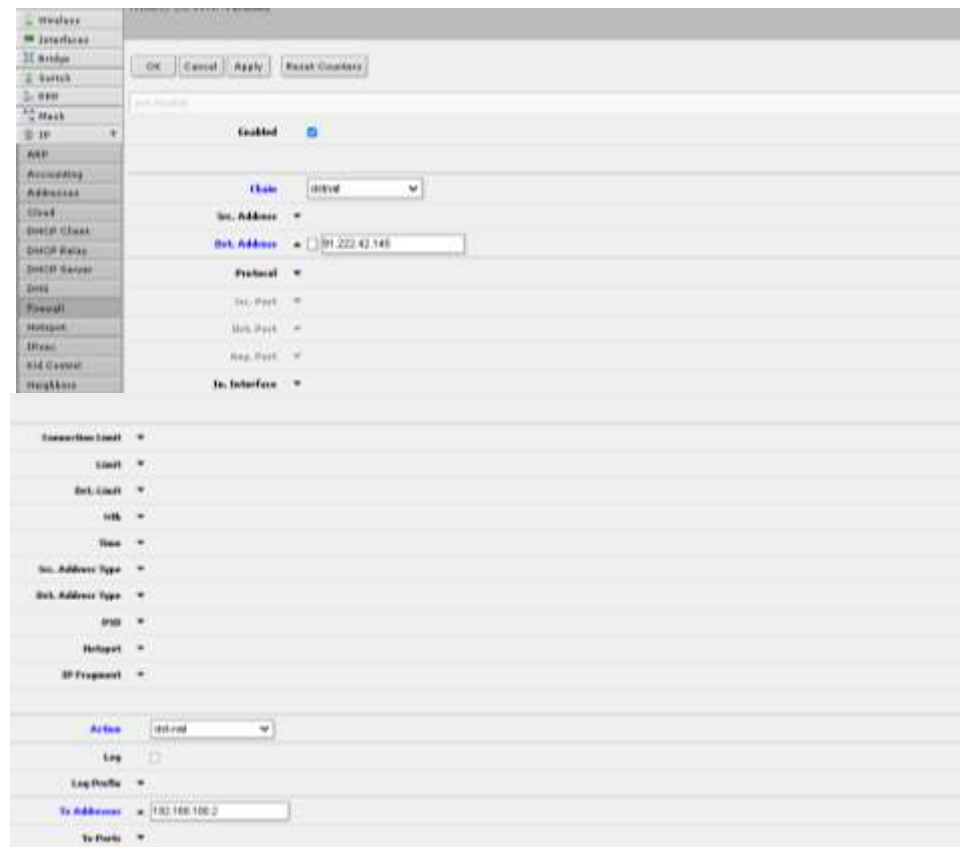 Wireless
Interfaces
Bridge
OK Cancel Apply Reset Counters
Switch
PPP
Mesh
IP
Enabled
ARP
Accounting
Addresses
Chain dstnat
Cloud
Src. Address
DHCP Client
Dst. Address 91.222.42.145
DHCP Relay
DHCP Server
Protocol
DNS
Src. Port
Firewall
Dst. Port
Hotspot
IPsec
Any. Port
Kid Control
Neighbors
In. Interface
Connection Limit
Limit
Dst. Limit
Nth
Time
Src. Address Type
Dst. Address Type
PSD
Hotspot
IP Fragment
Action dst-nat
Log
Log Prefix
To Addresses 192.168.100.2
To Ports